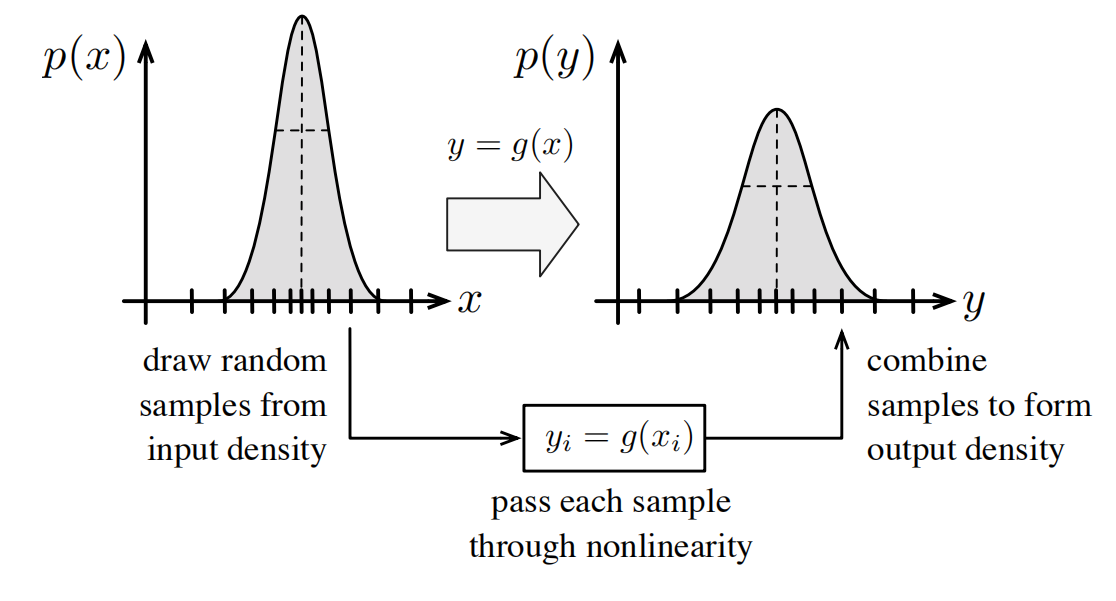 p(x)
p(y)
y = g(x)
x
y
draw random
samples from
input density
y_i = g(x_i)
combine
samples to form
output density
pass each sample
through nonlinearity